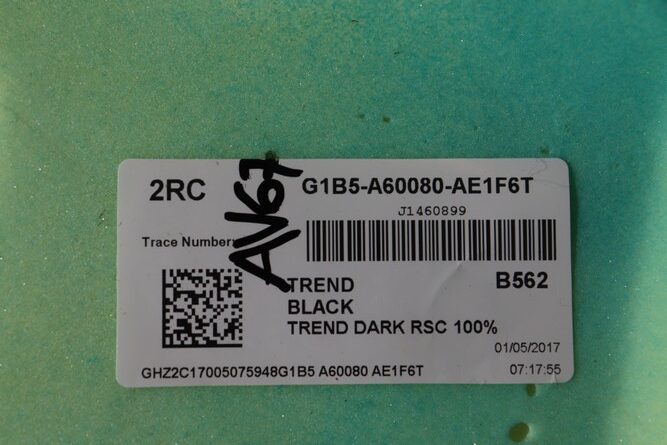 2RC
G1B5-A60080-AE1F6T
J1460899
Trace Number:
AV67
TREND
B562
BLACK
TREND DARK RSC 100%
01/05/2017
GHZ2C17005075948G1B5 A60080 AE1F6T
07:17:55